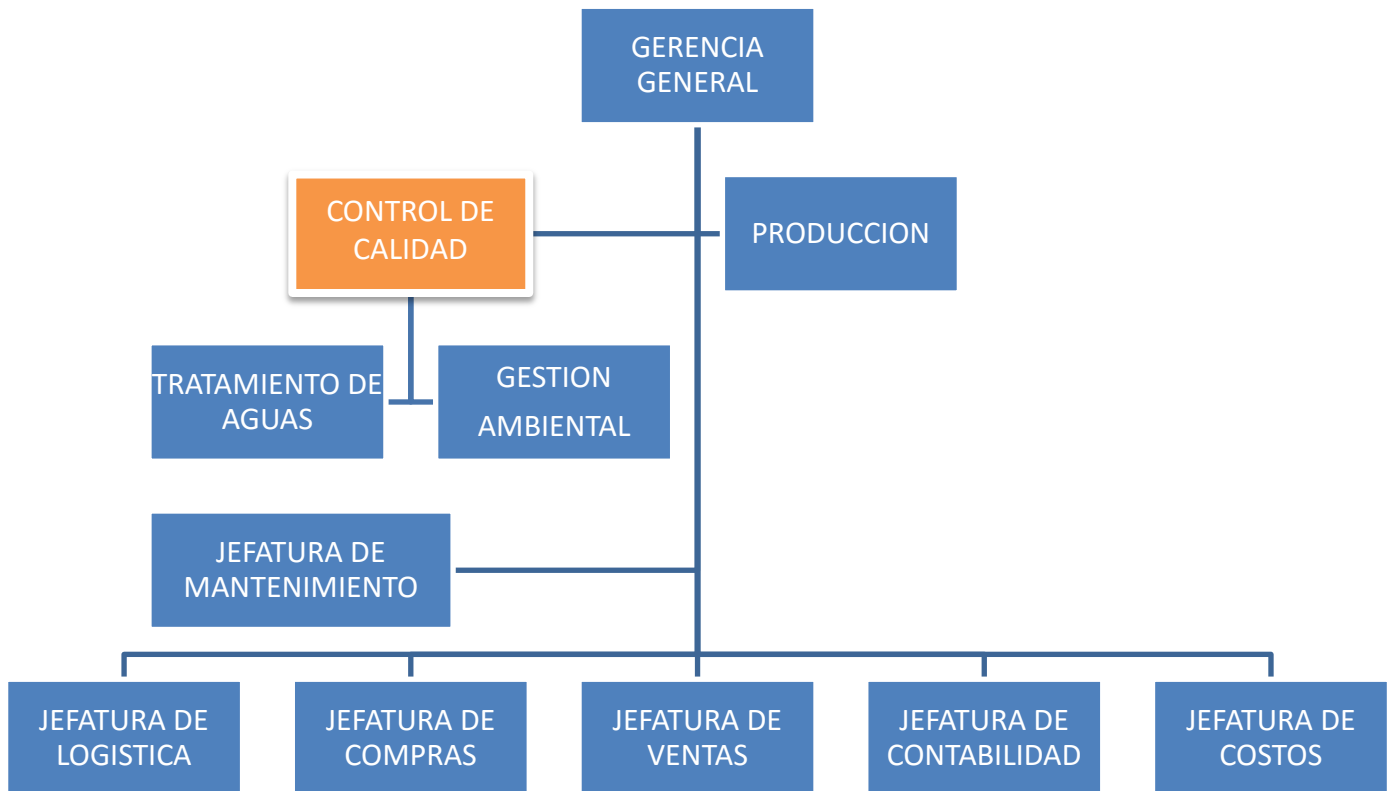 GERENCIA
GENERAL
CONTROL DE
CALIDAD
PRODUCCION
TRATAMIENTO DE
AGUAS
GESTION
AMBIENTAL
JEFATURA DE
MANTENIMIENTO
JEFATURA DE
LOGISTICA
JEFATURA DE
COMPRAS
JEFATURA DE
VENTAS
JEFATURA DE
CONTABILIDAD
JEFATURA DE
COSTOS